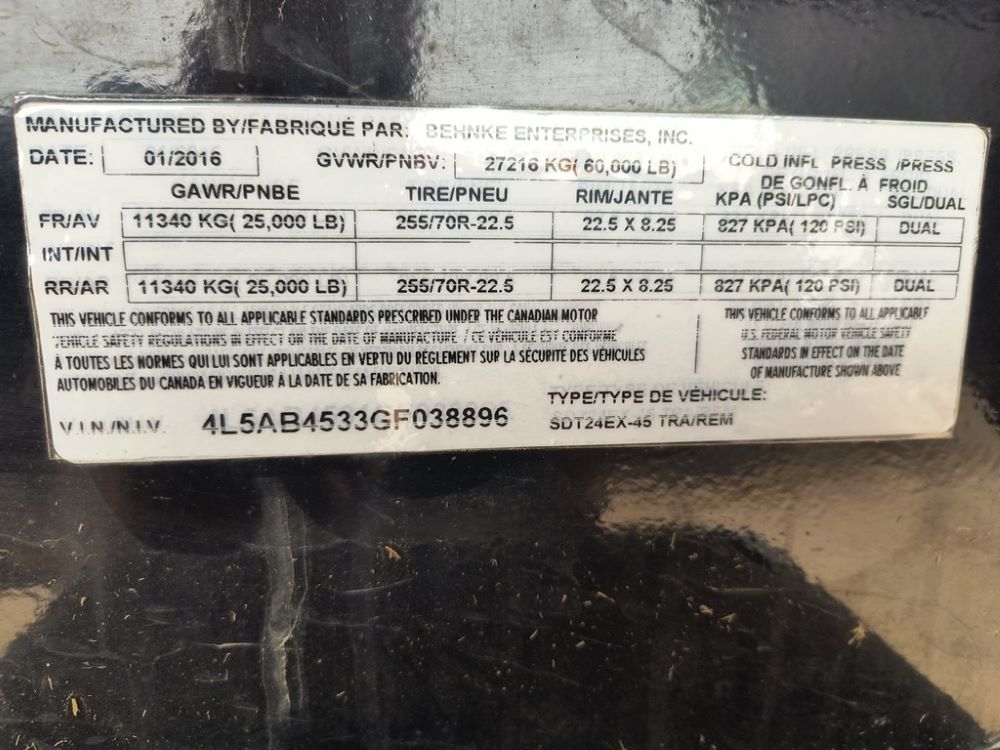 MANUFACTURED BY/FABRIQUÉ PAR: BEHNKE ENTERPRISES, INC.
DATE: 01/2016 GVWR/PNBV: 27216 KG( 60,000 LB) COLD INFL PRESS /PRESS
DE GONFL. À FROID
GAWR/PNBE TIRE/PNEU RIM/JANTE KPA (PSI/LPC) SGL/DUAL
FR/AV 11340 KG( 25,000 LB) 255/70R-22.5 22.5 X 8.25 827 KPA( 120 PSI) DUAL
INT/INT
RR/AR 11340 KG( 25,000 LB) 255/70R-22.5 22.5 X 8.25 827 KPA( 120 PSI) DUAL
THIS VEHICLE CONFORMS TO ALL APPLICABLE STANDARDS PRESCRIBED UNDER THE CANADIAN MOTOR
VEHICLE SAFETY REGULATIONS IN EFFECT ON THE DATE OF MANUFACTURE / CE VÉHICULE EST CONFORME
À TOUTES LES NORMES QUI LUI SONT APPLICABLES EN VERTU DU RÈGLEMENT SUR LA SÉCURITÉ DES VÉHICULES
AUTOMOBILES DU CANADA EN VIGUEUR À LA DATE DE SA FABRICATION.
THIS VEHICLE CONFORMS TO ALL APPLICABLE
U.S. FEDERAL MOTOR VEHICLE SAFETY
STANDARDS IN EFFECT ON THE DATE
OF MANUFACTURE SHOWN ABOVE
V.I.N./N.I.V. 4L5AB4533GF038896
TYPE/TYPE DE VÉHICULE:
SDT24EX-45 TRA/REM